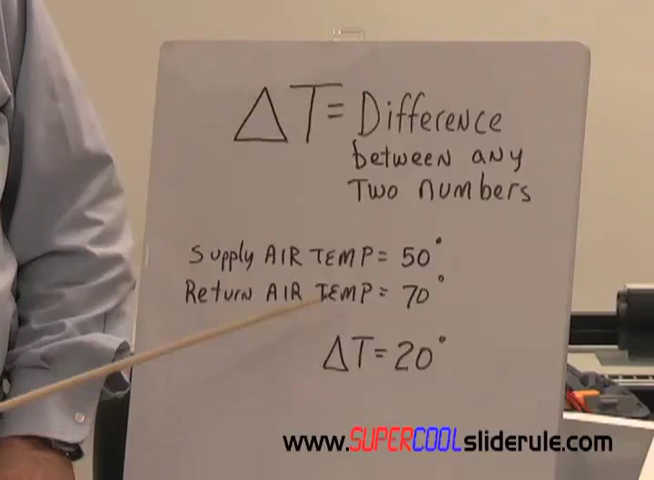 ΔT= Difference
between any
Two numbers
Supply AIR TEMP= 50°
Return AIR TEMP= 70°
ΔT= 20°
www.SUPERCOOLsliderule.com